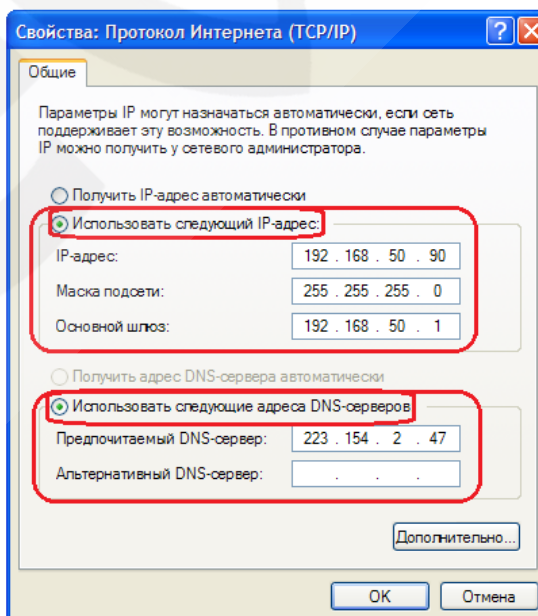 Свойства: Протокол Интернета (TCP/IP)
Общие
Параметры IP могут назначаться автоматически, если сеть
поддерживает эту возможность. В противном случае параметры
IP можно получить у сетевого администратора.
Получить IP-адрес автоматически
Использовать следующий IP-адрес:
IP-адрес: 192 . 168 . 50 . 90
Маска подсети: 255 . 255 . 255 . 0
Основной шлюз: 192 . 168 . 50 . 1
Получить адрес DNS-сервера автоматически
Использовать следующие адреса DNS-серверов
Предпочитаемый DNS-сервер: 223 . 154 . 2 . 47
Альтернативный DNS-сервер: . . .
Дополнительно...
OK Отмена